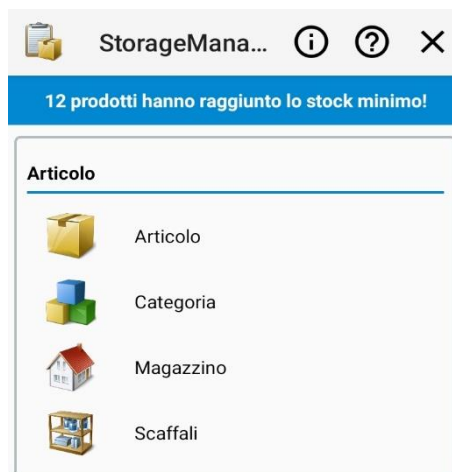 StorageMana...
12 prodotti hanno raggiunto lo stock minimo!
Articolo
Articolo
Categoria
Magazzino
Scaffali